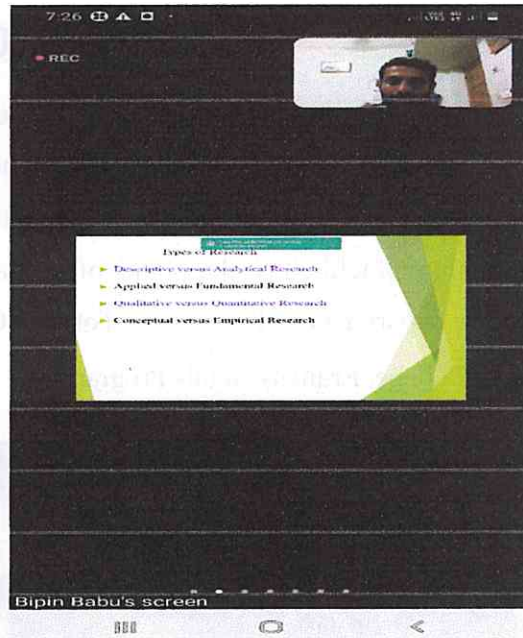 7:26
REC
Types of Research
Descriptive versus Analytical Research
Applied versus Fundamental Research
Qualitative versus Quantitative Research
Conceptual versus Empirical Research
Bipin Babu's screen